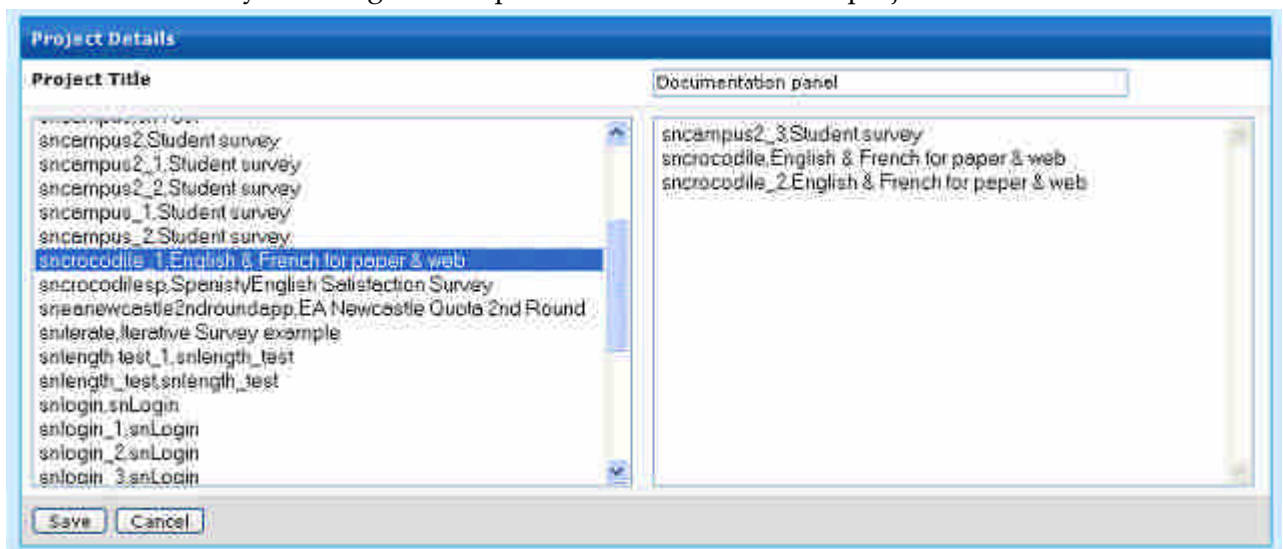 Project Details
Project Title
Documentation panel
sncampus2,Student survey
sncampus2_1,Student survey
sncampus2_2,Student survey
sncampus_1,Student survey
sncampus_2,Student survey
sncrocodile_1,English & French for paper & web
sncrocodilesp,Spanish/English Satisfaction Survey
sneanewcastle2ndroundapp,EA Newcastle Quota 2nd Round
sniterate,Iterative Survey example
snlength test_1,snlength_test
snlength_test,snlength_test
snlogin,snLogin
snlogin_1,snLogin
snlogin_2,snLogin
snlogin_3,snLogin
sncampus2_3,Student survey
sncrocodile,English & French for paper & web
sncrocodile_2,English & French for paper & web
Save Cancel